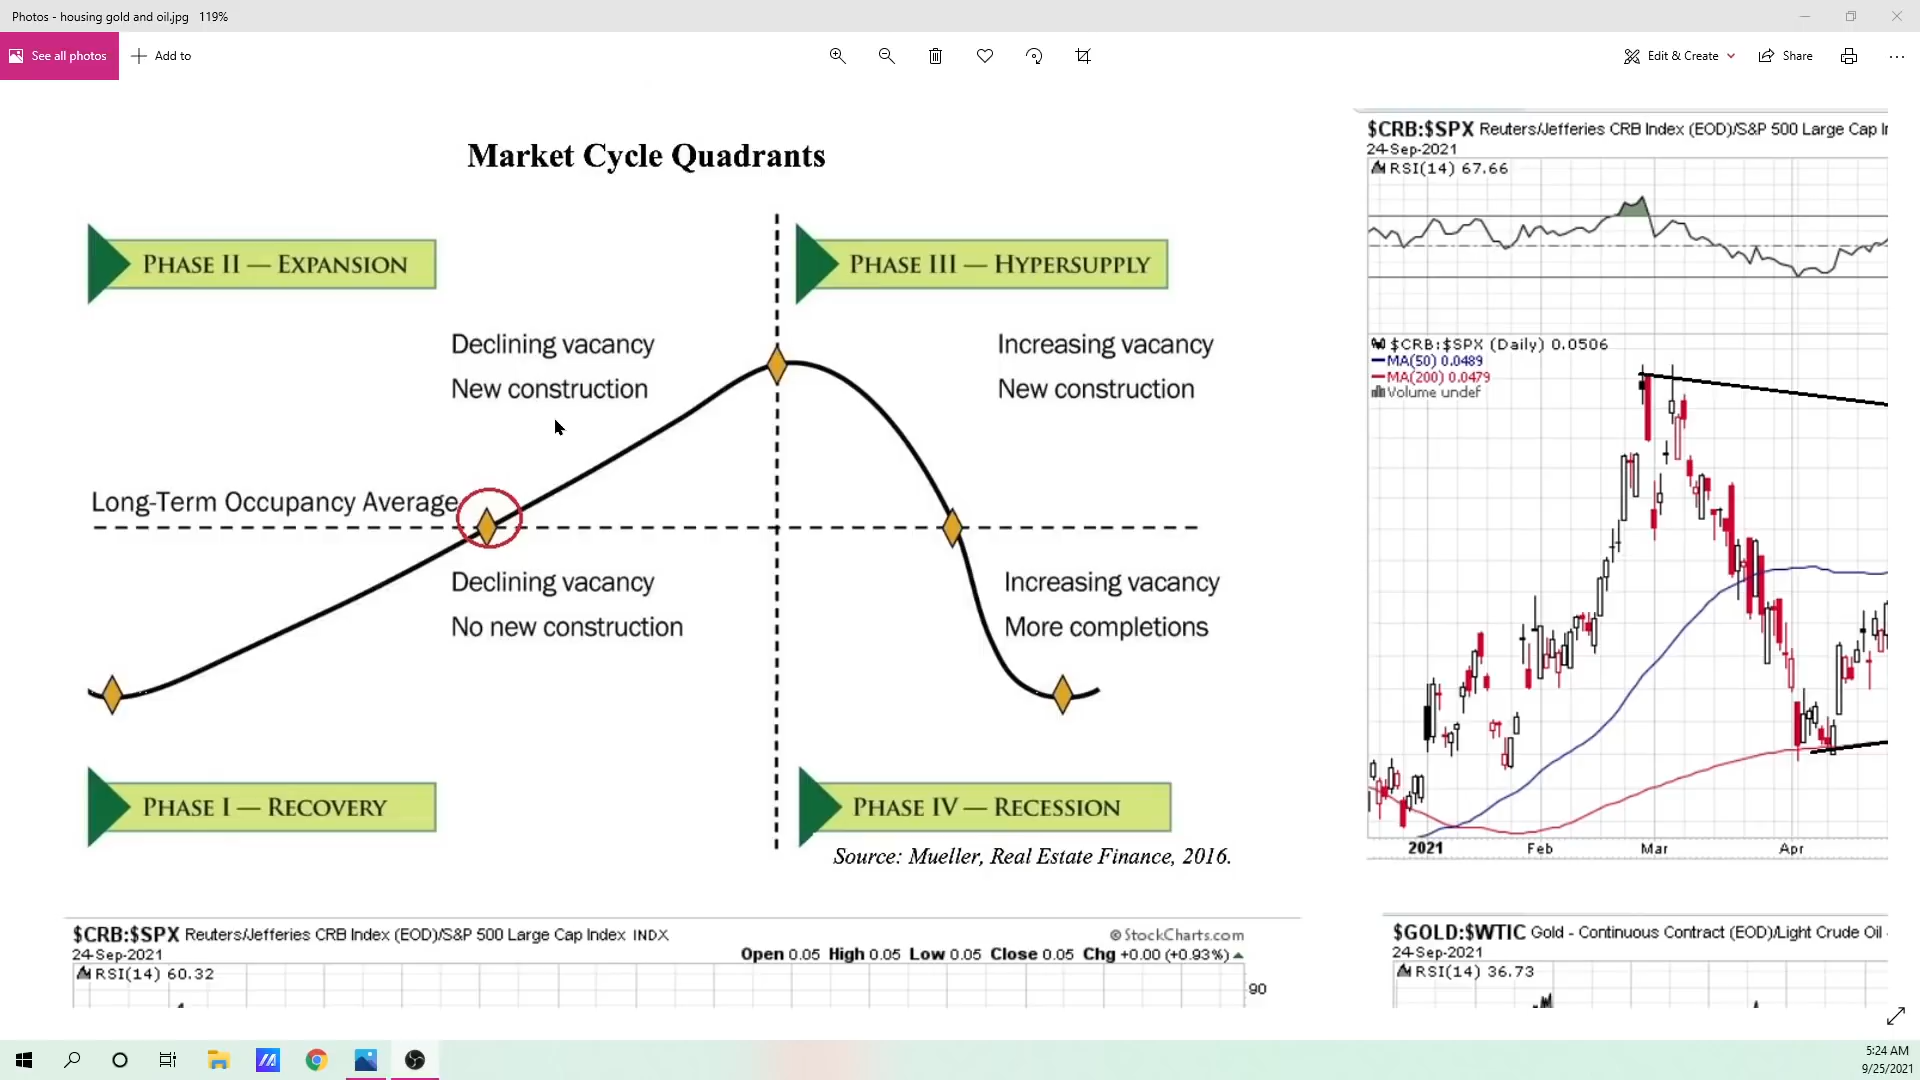 Photos - housing gold and oil.jpg 119%
See all photos
Add to
Edit & Create
Share
Market Cycle Quadrants
PHASE II — EXPANSION
PHASE III — HYPERSUPPLY
Declining vacancy
New construction
Increasing vacancy
New construction
Long-Term Occupancy Average
Declining vacancy
No new construction
Increasing vacancy
More completions
PHASE I — RECOVERY
PHASE IV — RECESSION
Source: Mueller, Real Estate Finance, 2016.
$CRB:$SPX Reuters/Jefferies CRB Index (EOD)/S&P 500 Large Cap
24-Sep-2021
RSI(14) 67.66
$CRB:$SPX (Daily) 0.0506
MA(50) 0.0489
MA(200) 0.0479
Volume undef
2021 Feb Mar Apr
$CRB:$SPX Reuters/Jefferies CRB Index (EOD)/S&P 500 Large Cap Index INDX
© StockCharts.com
24-Sep-2021
Open 0.05 High 0.05 Low 0.05 Close 0.05 Chg +0.00 (+0.93%)
RSI(14) 60.32
90
$GOLD:$WTIC Gold - Continuous Contract (EOD)/Light Crude Oil
24-Sep-2021
RSI(14) 36.73
5:24 AM
9/25/2021